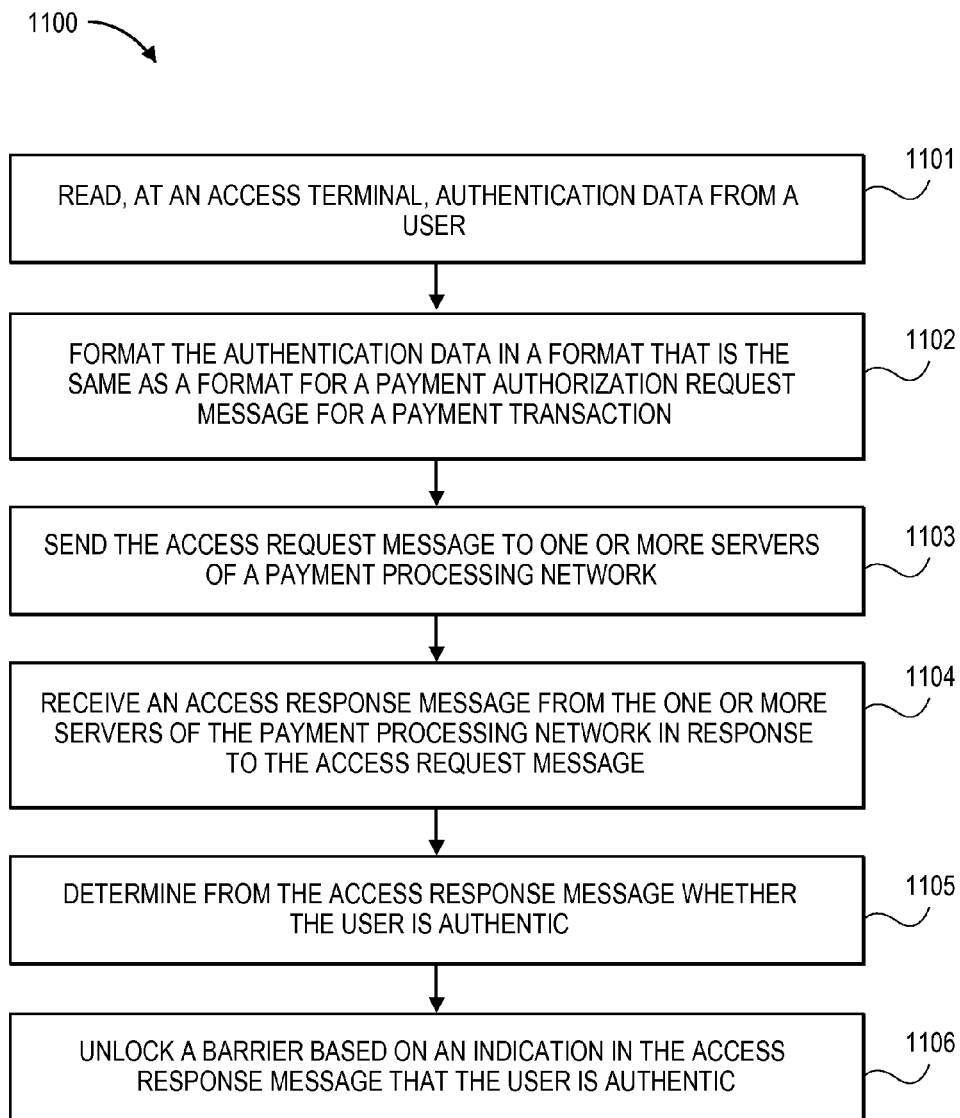 1100
1101
READ, AT AN ACCESS TERMINAL, AUTHENTICATION DATA FROM A
USER
1102
FORMAT THE AUTHENTICATION DATA IN A FORMAT THAT IS THE
SAME AS A FORMAT FOR A PAYMENT AUTHORIZATION REQUEST
MESSAGE FOR A PAYMENT TRANSACTION
1103
SEND THE ACCESS REQUEST MESSAGE TO ONE OR MORE SERVERS
OF A PAYMENT PROCESSING NETWORK
1104
RECEIVE AN ACCESS RESPONSE MESSAGE FROM THE ONE OR MORE
SERVERS OF THE PAYMENT PROCESSING NETWORK IN RESPONSE
TO THE ACCESS REQUEST MESSAGE
1105
DETERMINE FROM THE ACCESS RESPONSE MESSAGE WHETHER
THE USER IS AUTHENTIC
1106
UNLOCK A BARRIER BASED ON AN INDICATION IN THE ACCESS
RESPONSE MESSAGE THAT THE USER IS AUTHENTIC